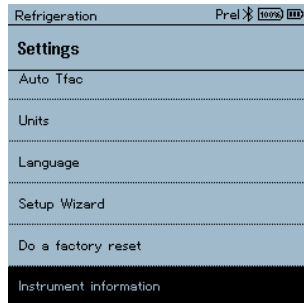 Refrigeration Prel 100%
Settings
Auto Tfac
Units
Language
Setup Wizard
Do a factory reset
Instrument information